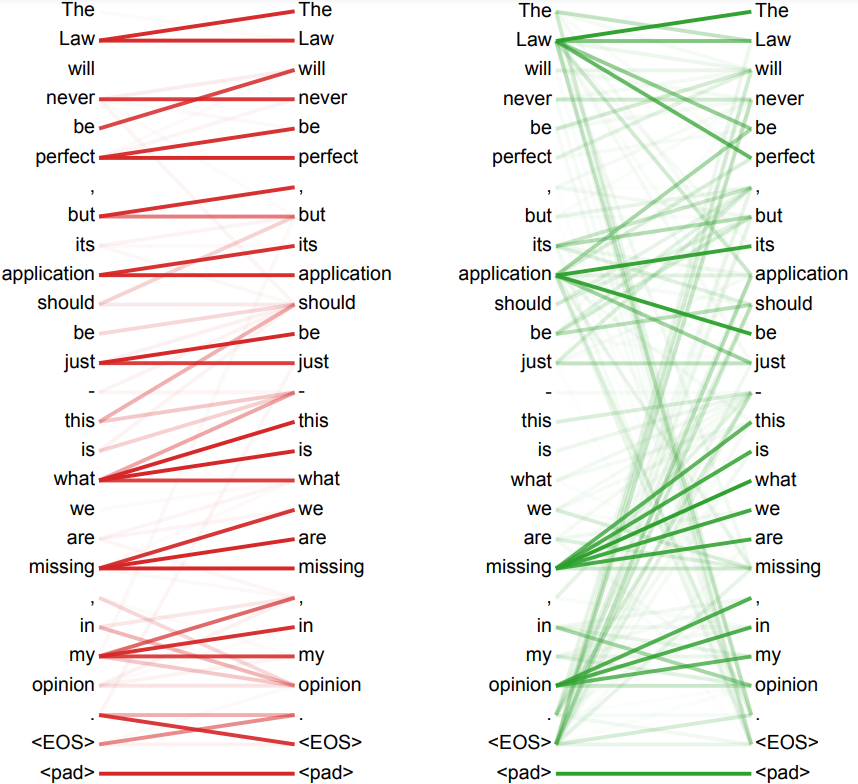 The The The The
Law Law Law Law
will will will will
never never never never
be be be be
perfect perfect perfect perfect
, , , ,
but but but but
its its its its
application application application application
should should should should
be be be be
just just just just
- - - -
this this this this
is is is is
what what what what
we we we we
are are are are
missing missing missing missing
, , , ,
in in in in
my my my my
opinion opinion opinion opinion
. . . .
<EOS> <EOS> <EOS> <EOS>
<pad> <pad> <pad> <pad>